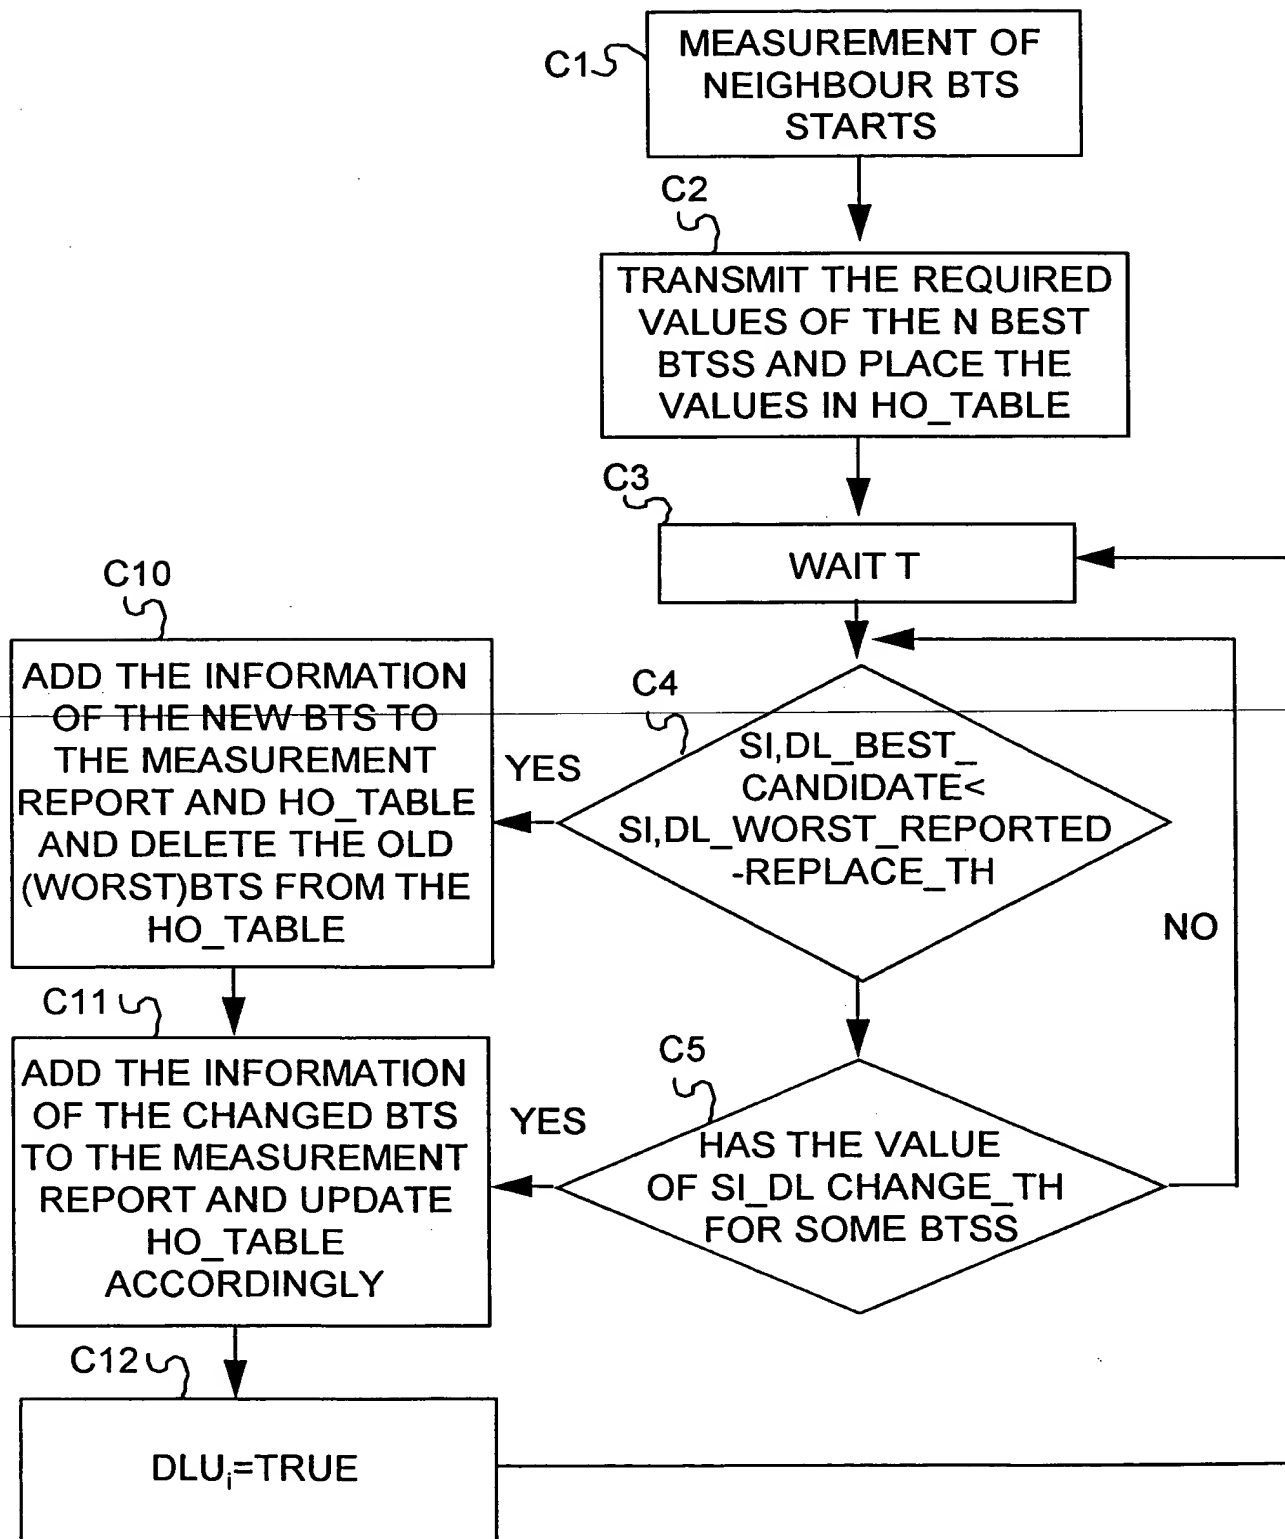 C1
MEASUREMENT OF
NEIGHBOUR BTS
STARTS
C2
TRANSMIT THE REQUIRED
VALUES OF THE N BEST
BTSS AND PLACE THE
VALUES IN HO_TABLE
C3
WAIT T
C10
ADD THE INFORMATION
OF THE NEW BTS TO
THE MEASUREMENT
REPORT AND HO_TABLE
AND DELETE THE OLD
(WORST)BTS FROM THE
HO_TABLE
YES
C4
SI,DL_BEST_
CANDIDATE<
SI,DL_WORST_REPORTED
-REPLACE_TH
NO
C11
ADD THE INFORMATION
OF THE CHANGED BTS
TO THE MEASUREMENT
REPORT AND UPDATE
HO_TABLE
ACCORDINGLY
YES
C5
HAS THE VALUE
OF SI_DL CHANGE_TH
FOR SOME BTSS
C12
DLUi=TRUE